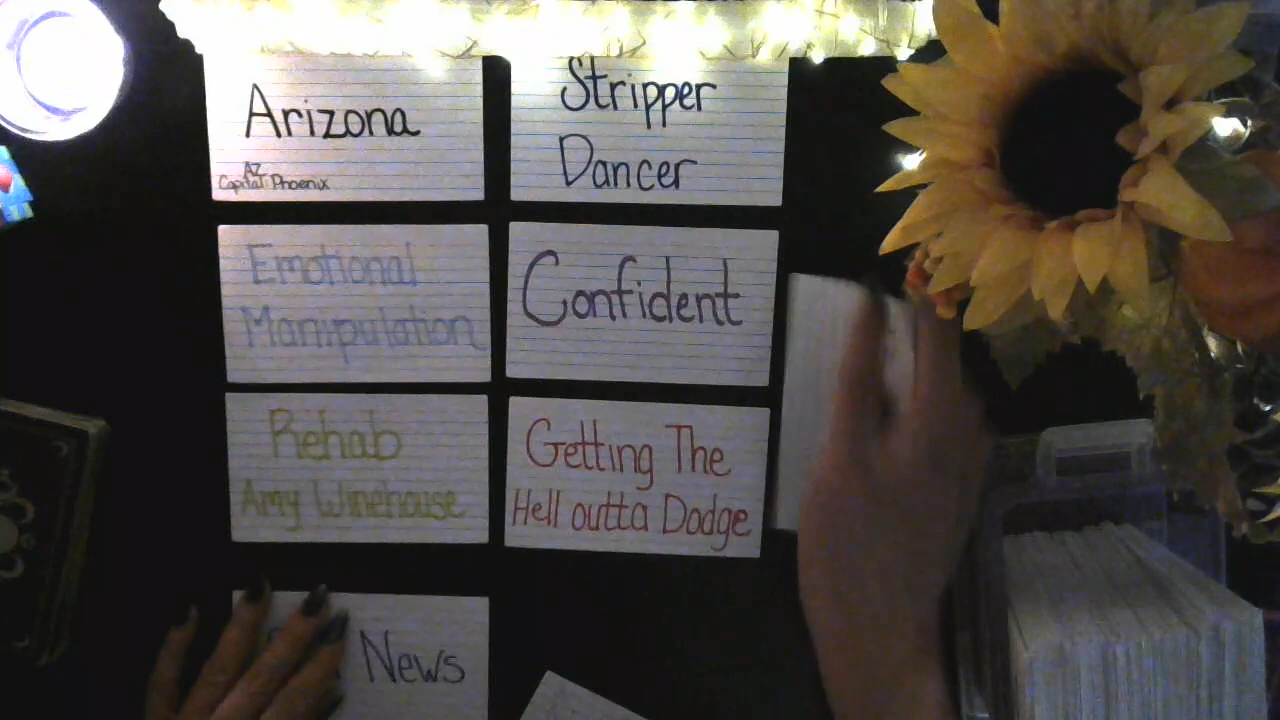 Arizona
AZ
Capital Phoenix
Stripper
Dancer
Emotional
Manipulation
Confident
Rehab
Amy Winehouse
Getting The
Hell outta Dodge
News